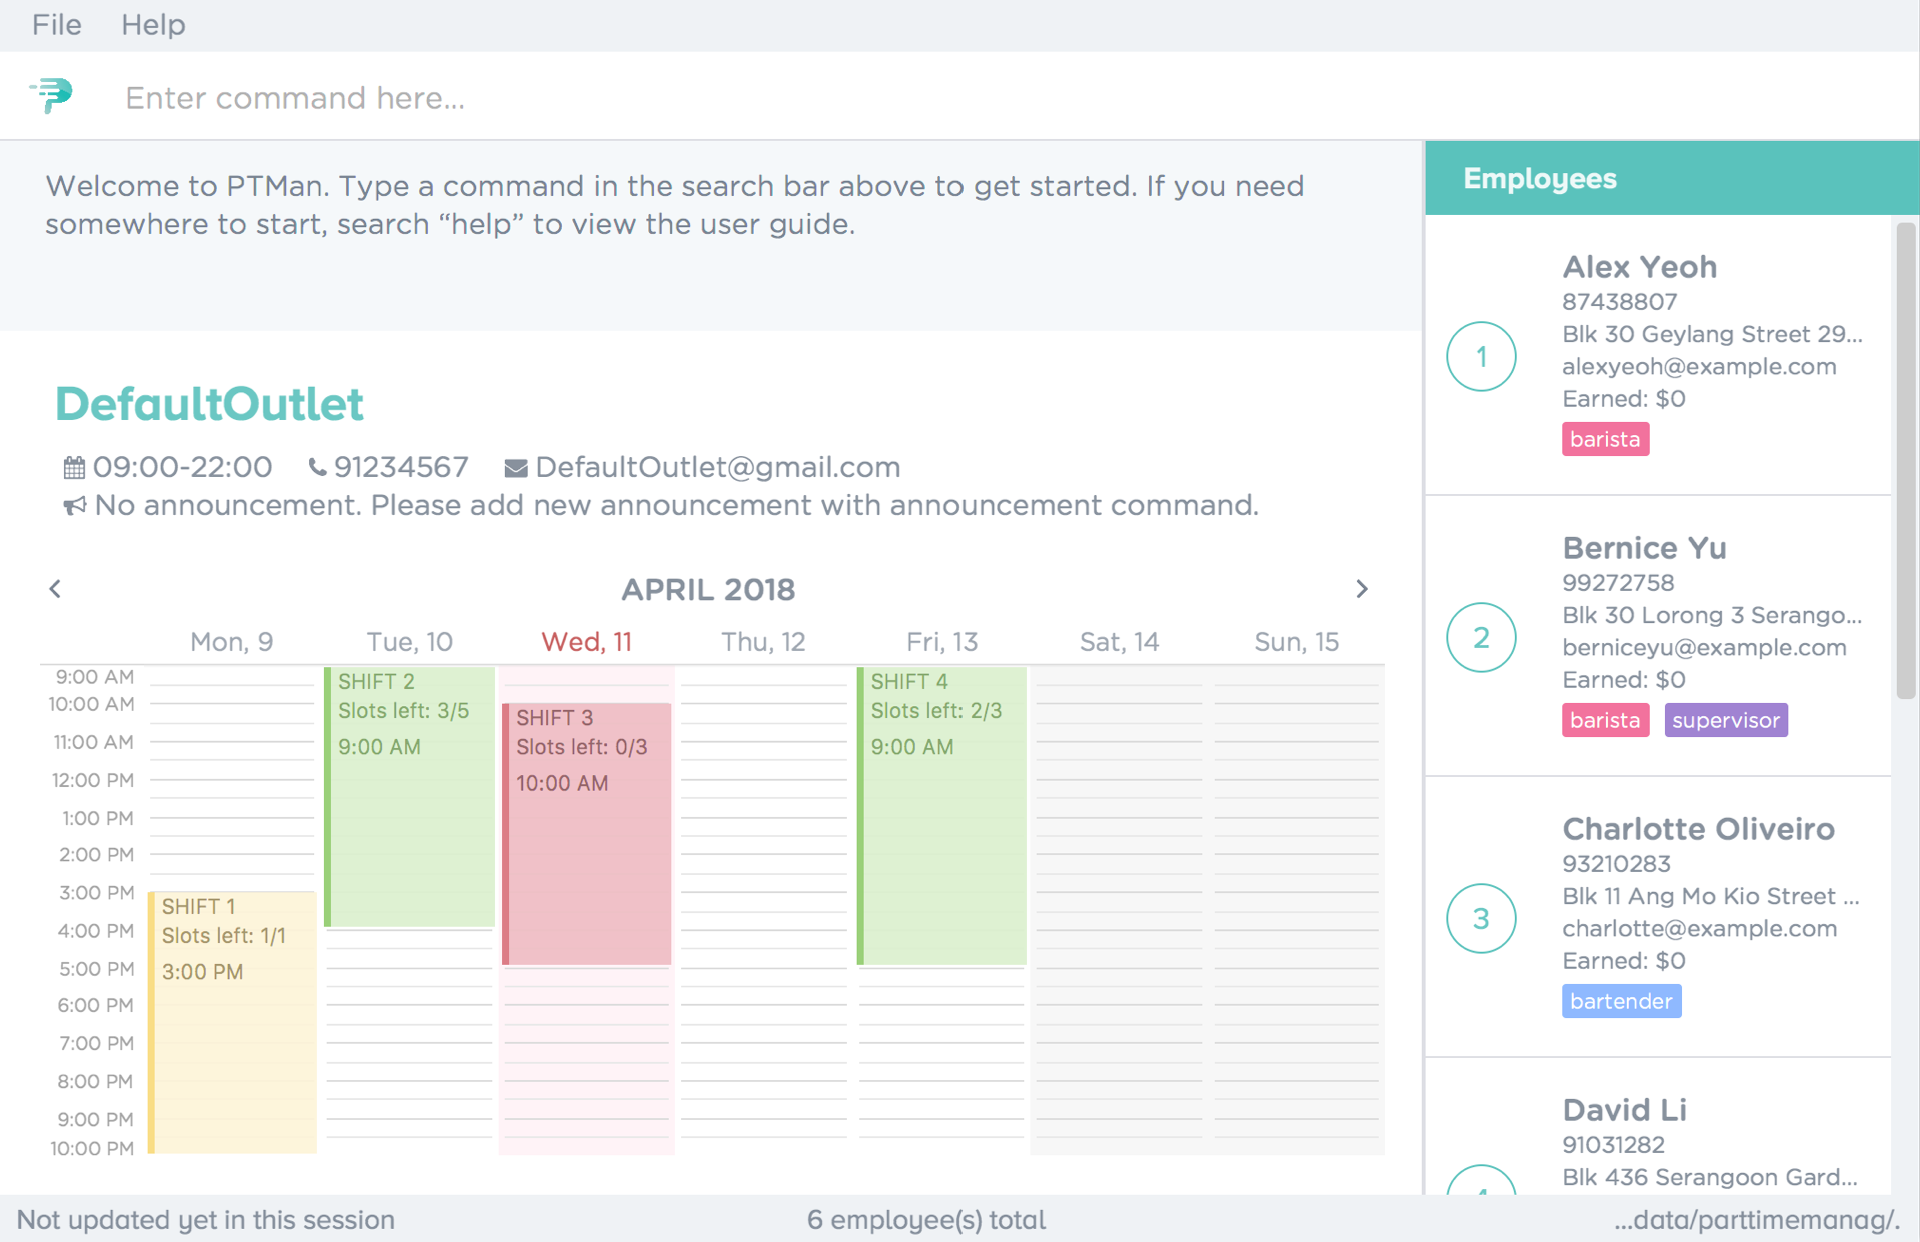 File Help
Enter command here...
Welcome to PTMan. Type a command in the search bar above to get started. If you need
somewhere to start, search “help” to view the user guide.
DefaultOutlet
09:00-22:00 91234567 DefaultOutlet@gmail.com
No announcement. Please add new announcement with announcement command.
APRIL 2018
Mon, 9 Tue, 10 Wed, 11 Thu, 12 Fri, 13 Sat, 14 Sun, 15
9:00 AM
10:00 AM
11:00 AM
12:00 PM
1:00 PM
2:00 PM
3:00 PM
4:00 PM
5:00 PM
6:00 PM
7:00 PM
8:00 PM
9:00 PM
10:00 PM
SHIFT 1
Slots left: 1/1
3:00 PM
SHIFT 2
Slots left: 3/5
9:00 AM
SHIFT 3
Slots left: 0/3
10:00 AM
SHIFT 4
Slots left: 2/3
9:00 AM
Employees
1
Alex Yeoh
87438807
Blk 30 Geylang Street 29...
alexyeoh@example.com
Earned: $0
barista
2
Bernice Yu
99272758
Blk 30 Lorong 3 Serango...
berniceyu@example.com
Earned: $0
barista supervisor
3
Charlotte Oliveiro
93210283
Blk 11 Ang Mo Kio Street ...
charlotte@example.com
Earned: $0
bartender
David Li
91031282
Blk 436 Serangoon Gard...
Not updated yet in this session
6 employee(s) total
...data/parttimemanag/.